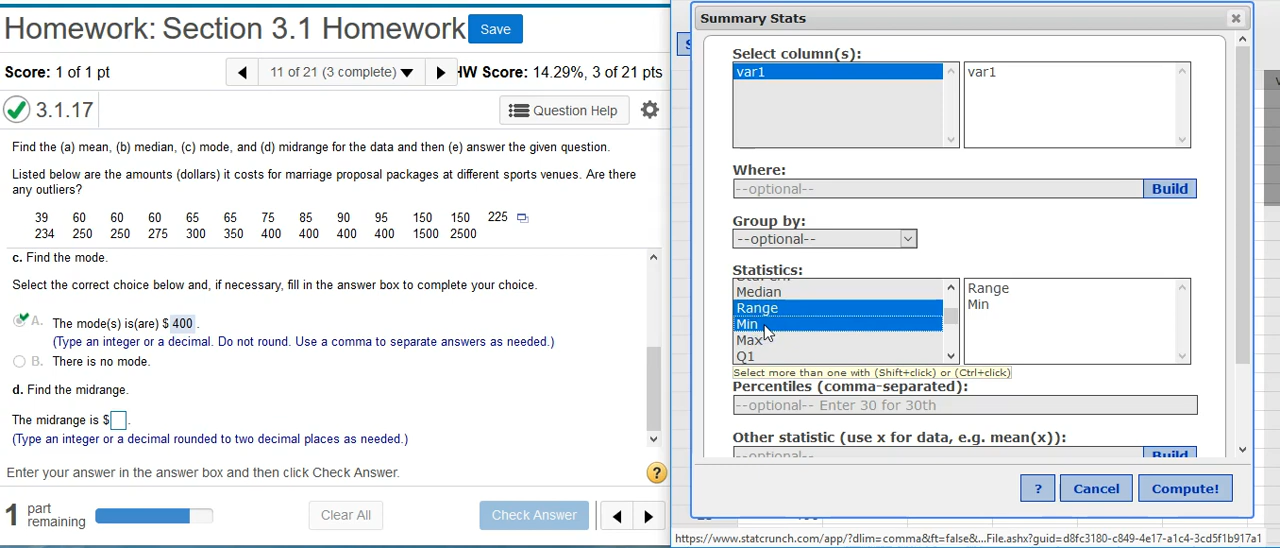 Homework: Section 3.1 Homework
Save
Score: 1 of 1 pt
11 of 21 (3 complete)
HW Score: 14.29%, 3 of 21 pts
3.1.17
Question Help
Find the (a) mean, (b) median, (c) mode, and (d) midrange for the data and then (e) answer the given question.
Listed below are the amounts (dollars) it costs for marriage proposal packages at different sports venues. Are there
any outliers?
39 60 60 60 65 65 75 85 90 95 150 150 225
234 250 250 275 300 350 400 400 400 400 1500 2500
c. Find the mode.
Select the correct choice below and, if necessary, fill in the answer box to complete your choice.
A. The mode(s) is(are) $ 400 .
(Type an integer or a decimal. Do not round. Use a comma to separate answers as needed.)
B. There is no mode.
d. Find the midrange.
The midrange is $ .
(Type an integer or a decimal rounded to two decimal places as needed.)
Enter your answer in the answer box and then click Check Answer.
?
1 part
remaining
Clear All
Check Answer
Summary Stats
Select column(s):
var1
var1
Where:
--optional--
Build
Group by:
--optional--
Statistics:
Median
Range
Min
Max
Q1
Range
Min
Select more than one with (Shift+click) or (Ctrl+click)
Percentiles (comma-separated):
--optional-- Enter 30 for 30th
Other statistic (use x for data, e.g. mean(x)):
--optional--
Build
?
Cancel
Compute!
https://www.statcrunch.com/app/?dlim=comma&ft=false&...File.ashx?guid=d8fc3180-c849-4e17-a1c4-3cd5f1b917a1